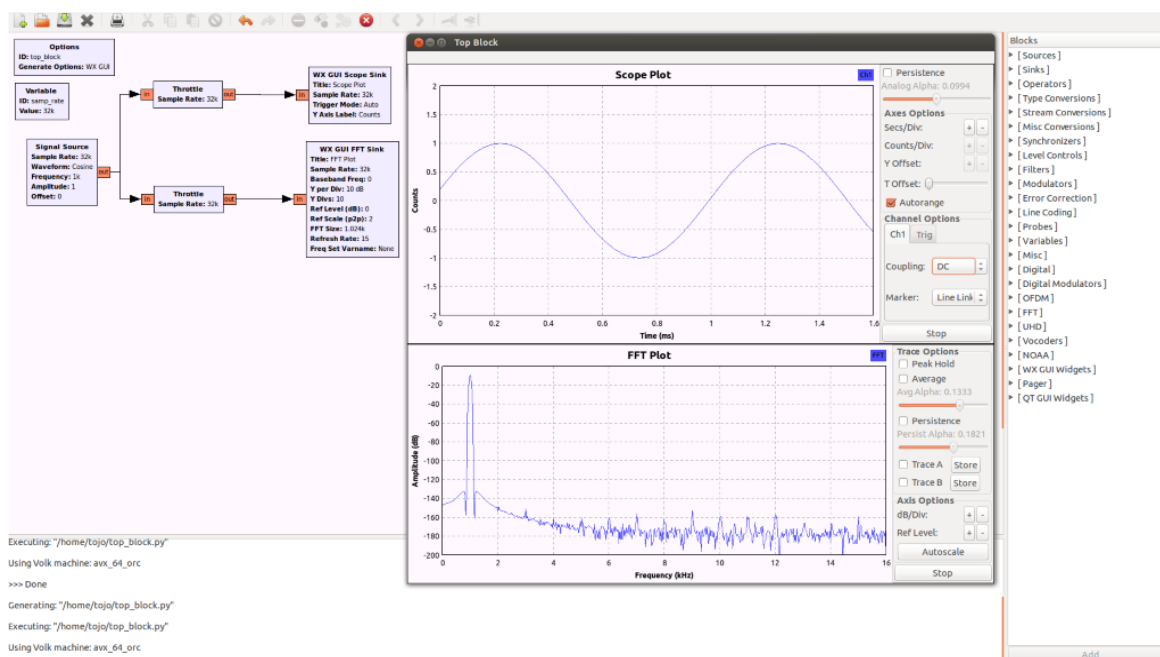 Options
ID: top_block
Generate Options: WX GUI
Variable
ID: samp_rate
Value: 32k
Signal Source
Sample Rate: 32k
Waveform: Cosine
Frequency: 1k
Amplitude: 1
Offset: 0
out
in
Throttle
Sample Rate: 32k
out
in
Throttle
Sample Rate: 32k
out
in
WX GUI Scope Sink
Title: Scope Plot
Sample Rate: 32k
Trigger Mode: Auto
Y Axis Label: Counts
in
WX GUI FFT Sink
Title: FFT Plot
Sample Rate: 32k
Baseband Freq: 0
Y per Div: 10 dB
Y Divs: 10
Ref Level (dB): 0
Ref Scale (p2p): 2
FFT Size: 1.024k
Refresh Rate: 15
Freq Set Varname: None
Top Block
Scope Plot
Ch1
2
1.5
1
0.5
0
-0.5
-1
-1.5
-2
Counts
0 0.2 0.4 0.6 0.8 1 1.2 1.4 1.6
Time (ms)
Persistence
Analog Alpha: 0.0994
Axes Options
Secs/Div: + -
Counts/Div: + -
Y Offset: + -
T Offset:
Autorange
Channel Options
Ch1 Trig
Coupling: DC
Marker: Line Link
Stop
FFT Plot
FFT
0
-20
-40
-60
-80
-100
-120
-140
-160
-180
-200
Amplitude (dB)
0 2 4 6 8 10 12 14 16
Frequency (kHz)
Trace Options
Peak Hold
Average
Avg Alpha: 0.1333
Persistence
Persist Alpha: 0.1821
Trace A Store
Trace B Store
Axis Options
dB/Div: + -
Ref Level: + -
Autoscale
Stop
Blocks
[ Sources ]
[ Sinks ]
[ Operators ]
[ Type Conversions ]
[ Stream Conversions ]
[ Misc Conversions ]
[ Synchronizers ]
[ Level Controls ]
[ Filters ]
[ Modulators ]
[ Error Correction ]
[ Line Coding ]
[ Probes ]
[ Variables ]
[ Misc ]
[ Digital ]
[ Digital Modulators ]
[ OFDM ]
[ FFT ]
[ UHD ]
[ Vocoders ]
[ NOAA ]
[ WX GUI Widgets ]
[ Pager ]
[ QT GUI Widgets ]
Add
Executing: "/home/tojo/top_block.py"
Using Volk machine: avx_64_orc
>>> Done
Generating: "/home/tojo/top_block.py"
Executing: "/home/tojo/top_block.py"
Using Volk machine: avx_64_orc